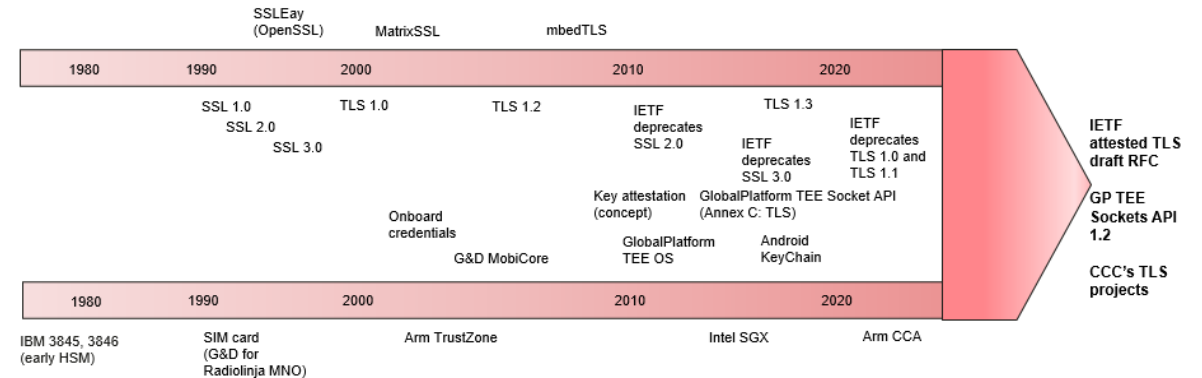 SSLEay
(OpenSSL)
MatrixSSL
mbedTLS
1980
1990
2000
2010
2020
SSL 1.0
SSL 2.0
SSL 3.0
TLS 1.0
TLS 1.2
IETF
deprecates
SSL 2.0
TLS 1.3
IETF
deprecates
SSL 3.0
IETF
deprecates
TLS 1.0 and
TLS 1.1
Key attestation
(concept)
GlobalPlatform TEE Socket API
(Annex C: TLS)
Onboard
credentials
G&D MobiCore
GlobalPlatform
TEE OS
Android
KeyChain
1980
1990
2000
2010
2020
IBM 3845, 3846
(early HSM)
SIM card
(G&D for
Radiolinja MNO)
Arm TrustZone
Intel SGX
Arm CCA
IETF
attested TLS
draft RFC
GP TEE
Sockets API
1.2
CCC's TLS
projects